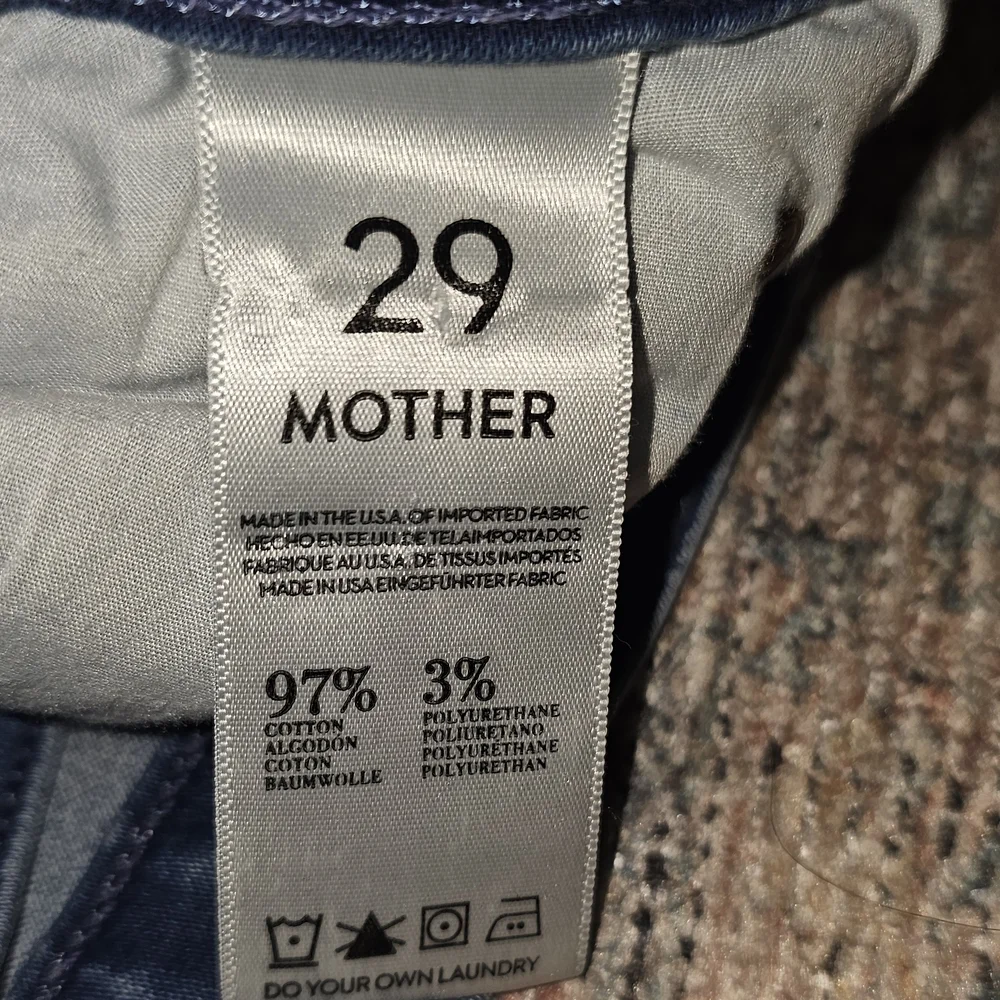 29
MOTHER
MADE IN THE U.S.A. OF IMPORTED FABRIC
HECHO EN EE.UU. DE TELA IMPORTADOS
FABRIQUE AU U.S.A. DE TISSUS IMPORTÉS
MADE IN USA EINGEFÜHRTER FABRIC
97% 3%
COTTON POLYURETHANE
ALGODON POLIURETANO
COTON POLYURÉTHANE
BAUMWOLLE POLYURETHAN
DO YOUR OWN LAUNDRY